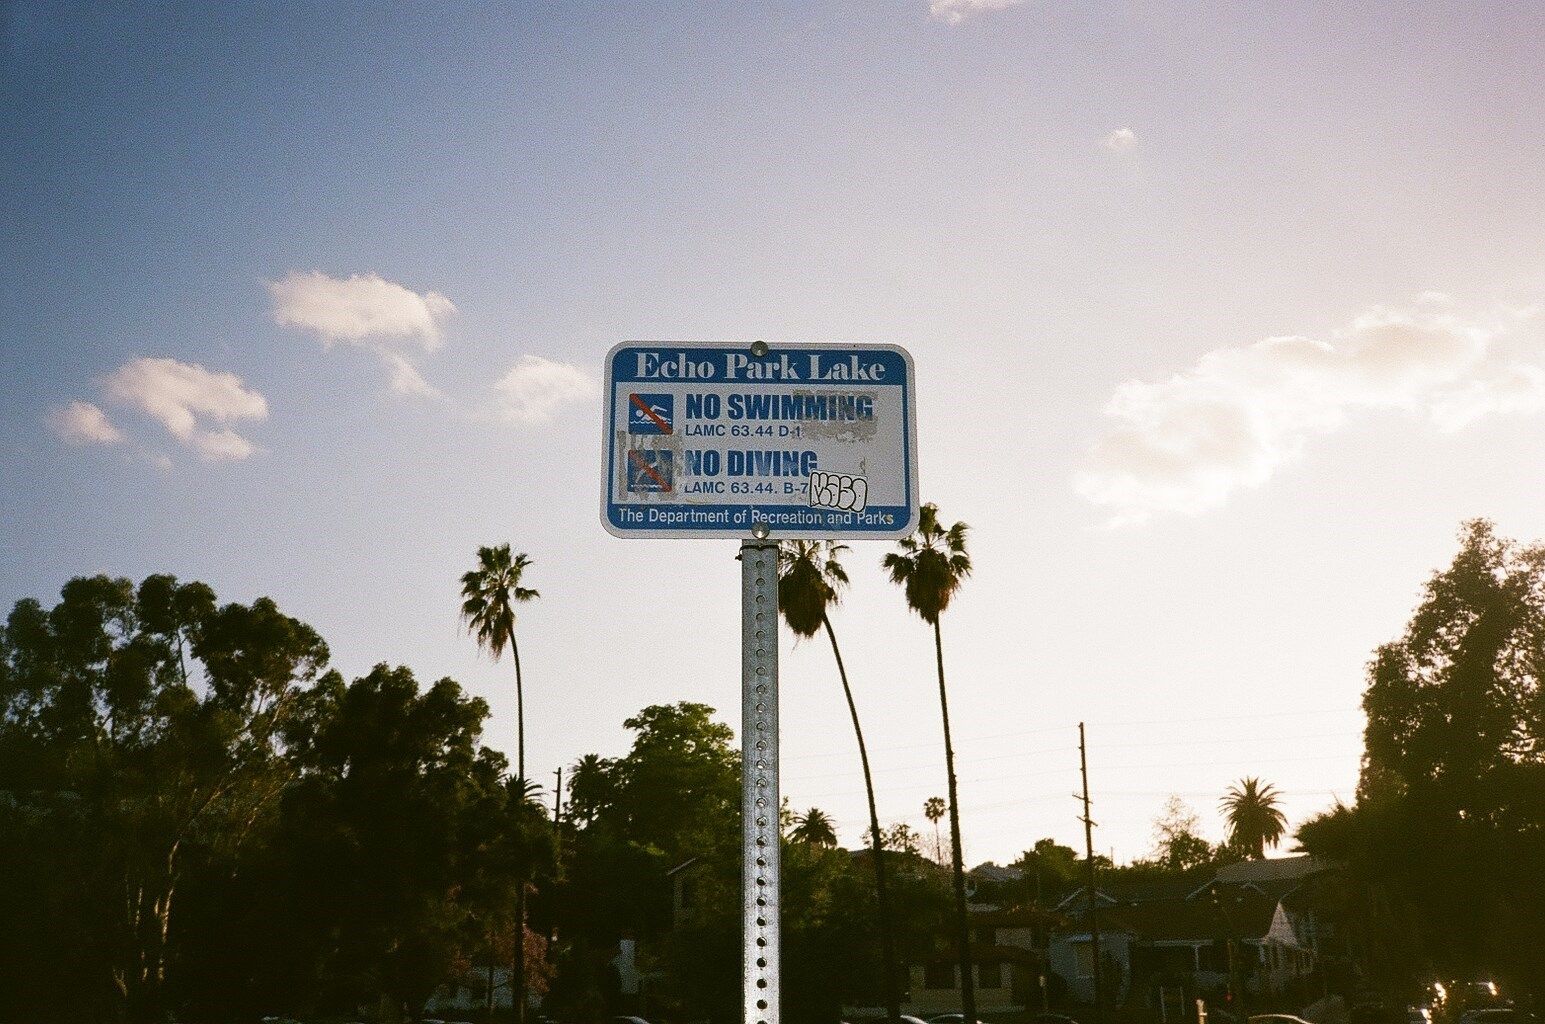 Echo Park Lake
NO SWIMMING
LAMC 63.44 D-1
NO DIVING
LAMC 63.44. B-7
The Department of Recreation and Parks